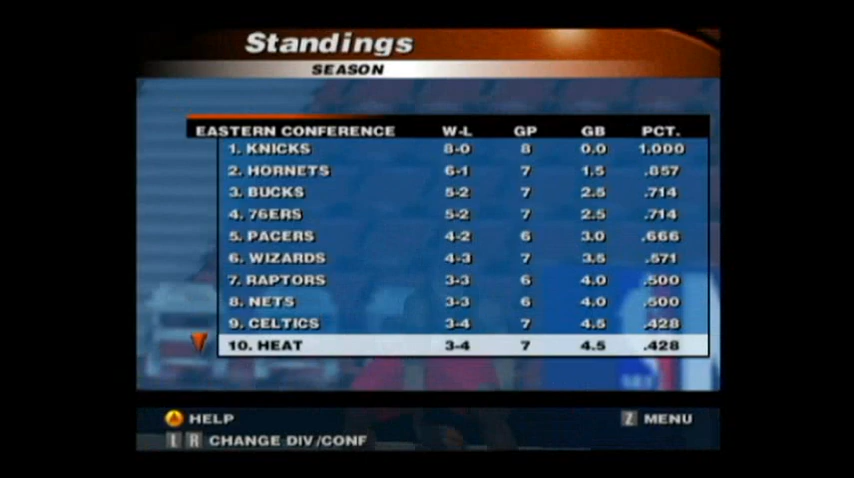 Standings
SEASON
EASTERN CONFERENCE W-L GP GB PCT.
1. KNICKS 8-0 8 0.0 1.000
2. HORNETS 6-1 7 1.5 .857
3. BUCKS 5-2 7 2.5 .714
4. 76ERS 5-2 7 2.5 .714
5. PACERS 4-2 6 3.0 .666
6. WIZARDS 4-3 7 3.5 .571
7. RAPTORS 3-3 6 4.0 .500
8. NETS 3-3 6 4.0 .500
9. CELTICS 3-4 7 4.5 .428
10. HEAT 3-4 7 4.5 .428
HELP Z MENU
L R CHANGE DIV/CONF